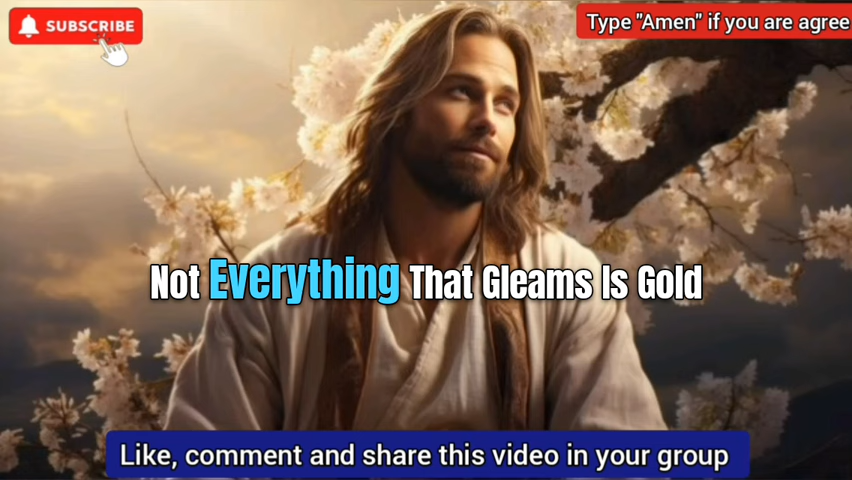 SUBSCRIBE
Type "Amen" if you are agree
Not Everything That Gleams Is Gold
Like, comment and share this video in your group